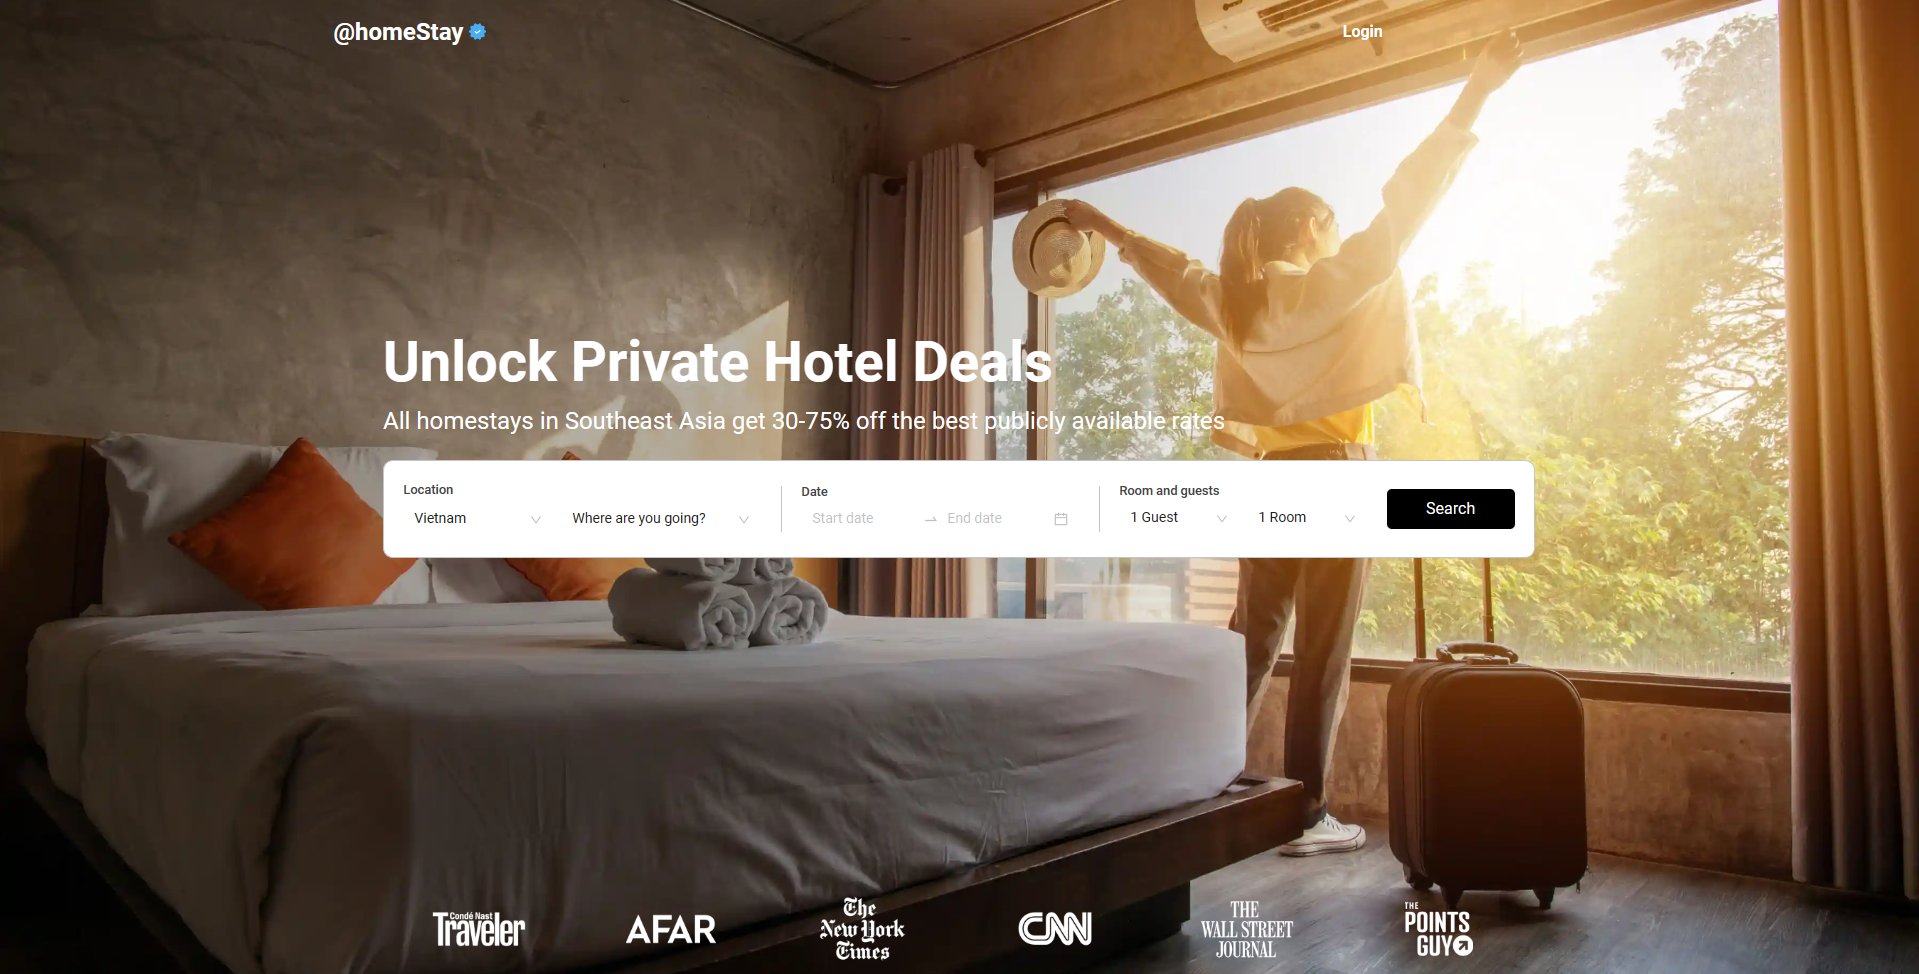 @homeStay
Login
Unlock Private Hotel Deals
All homestays in Southeast Asia get 30-75% off the best publicly available rates
Location
Date
Room and guests
Vietnam
Where are you going?
Start date
End date
1 Guest
1 Room
Search
Condé Nast
Traveler
AFAR
The
New York
Times
CNN
THE
WALL STREET
JOURNAL
THE
POINTS
GUY